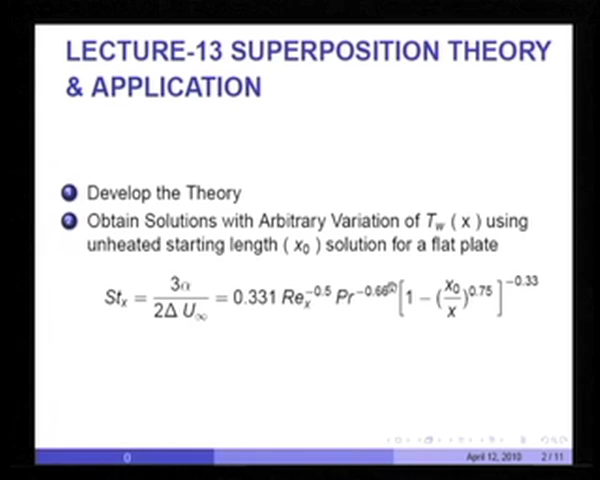 LECTURE-13 SUPERPOSITION THEORY
& APPLICATION
1 Develop the Theory
2 Obtain Solutions with Arbitrary Variation of T_w ( x ) using
unheated starting length ( x_0 ) solution for a flat plate
St_x = 3α / 2Δ U_∞ = 0.331 Re_x^-0.5 Pr^-0.66 [ 1 − (x_0 / x)^0.75 ]^-0.33
() April 12, 2010 2 / 11